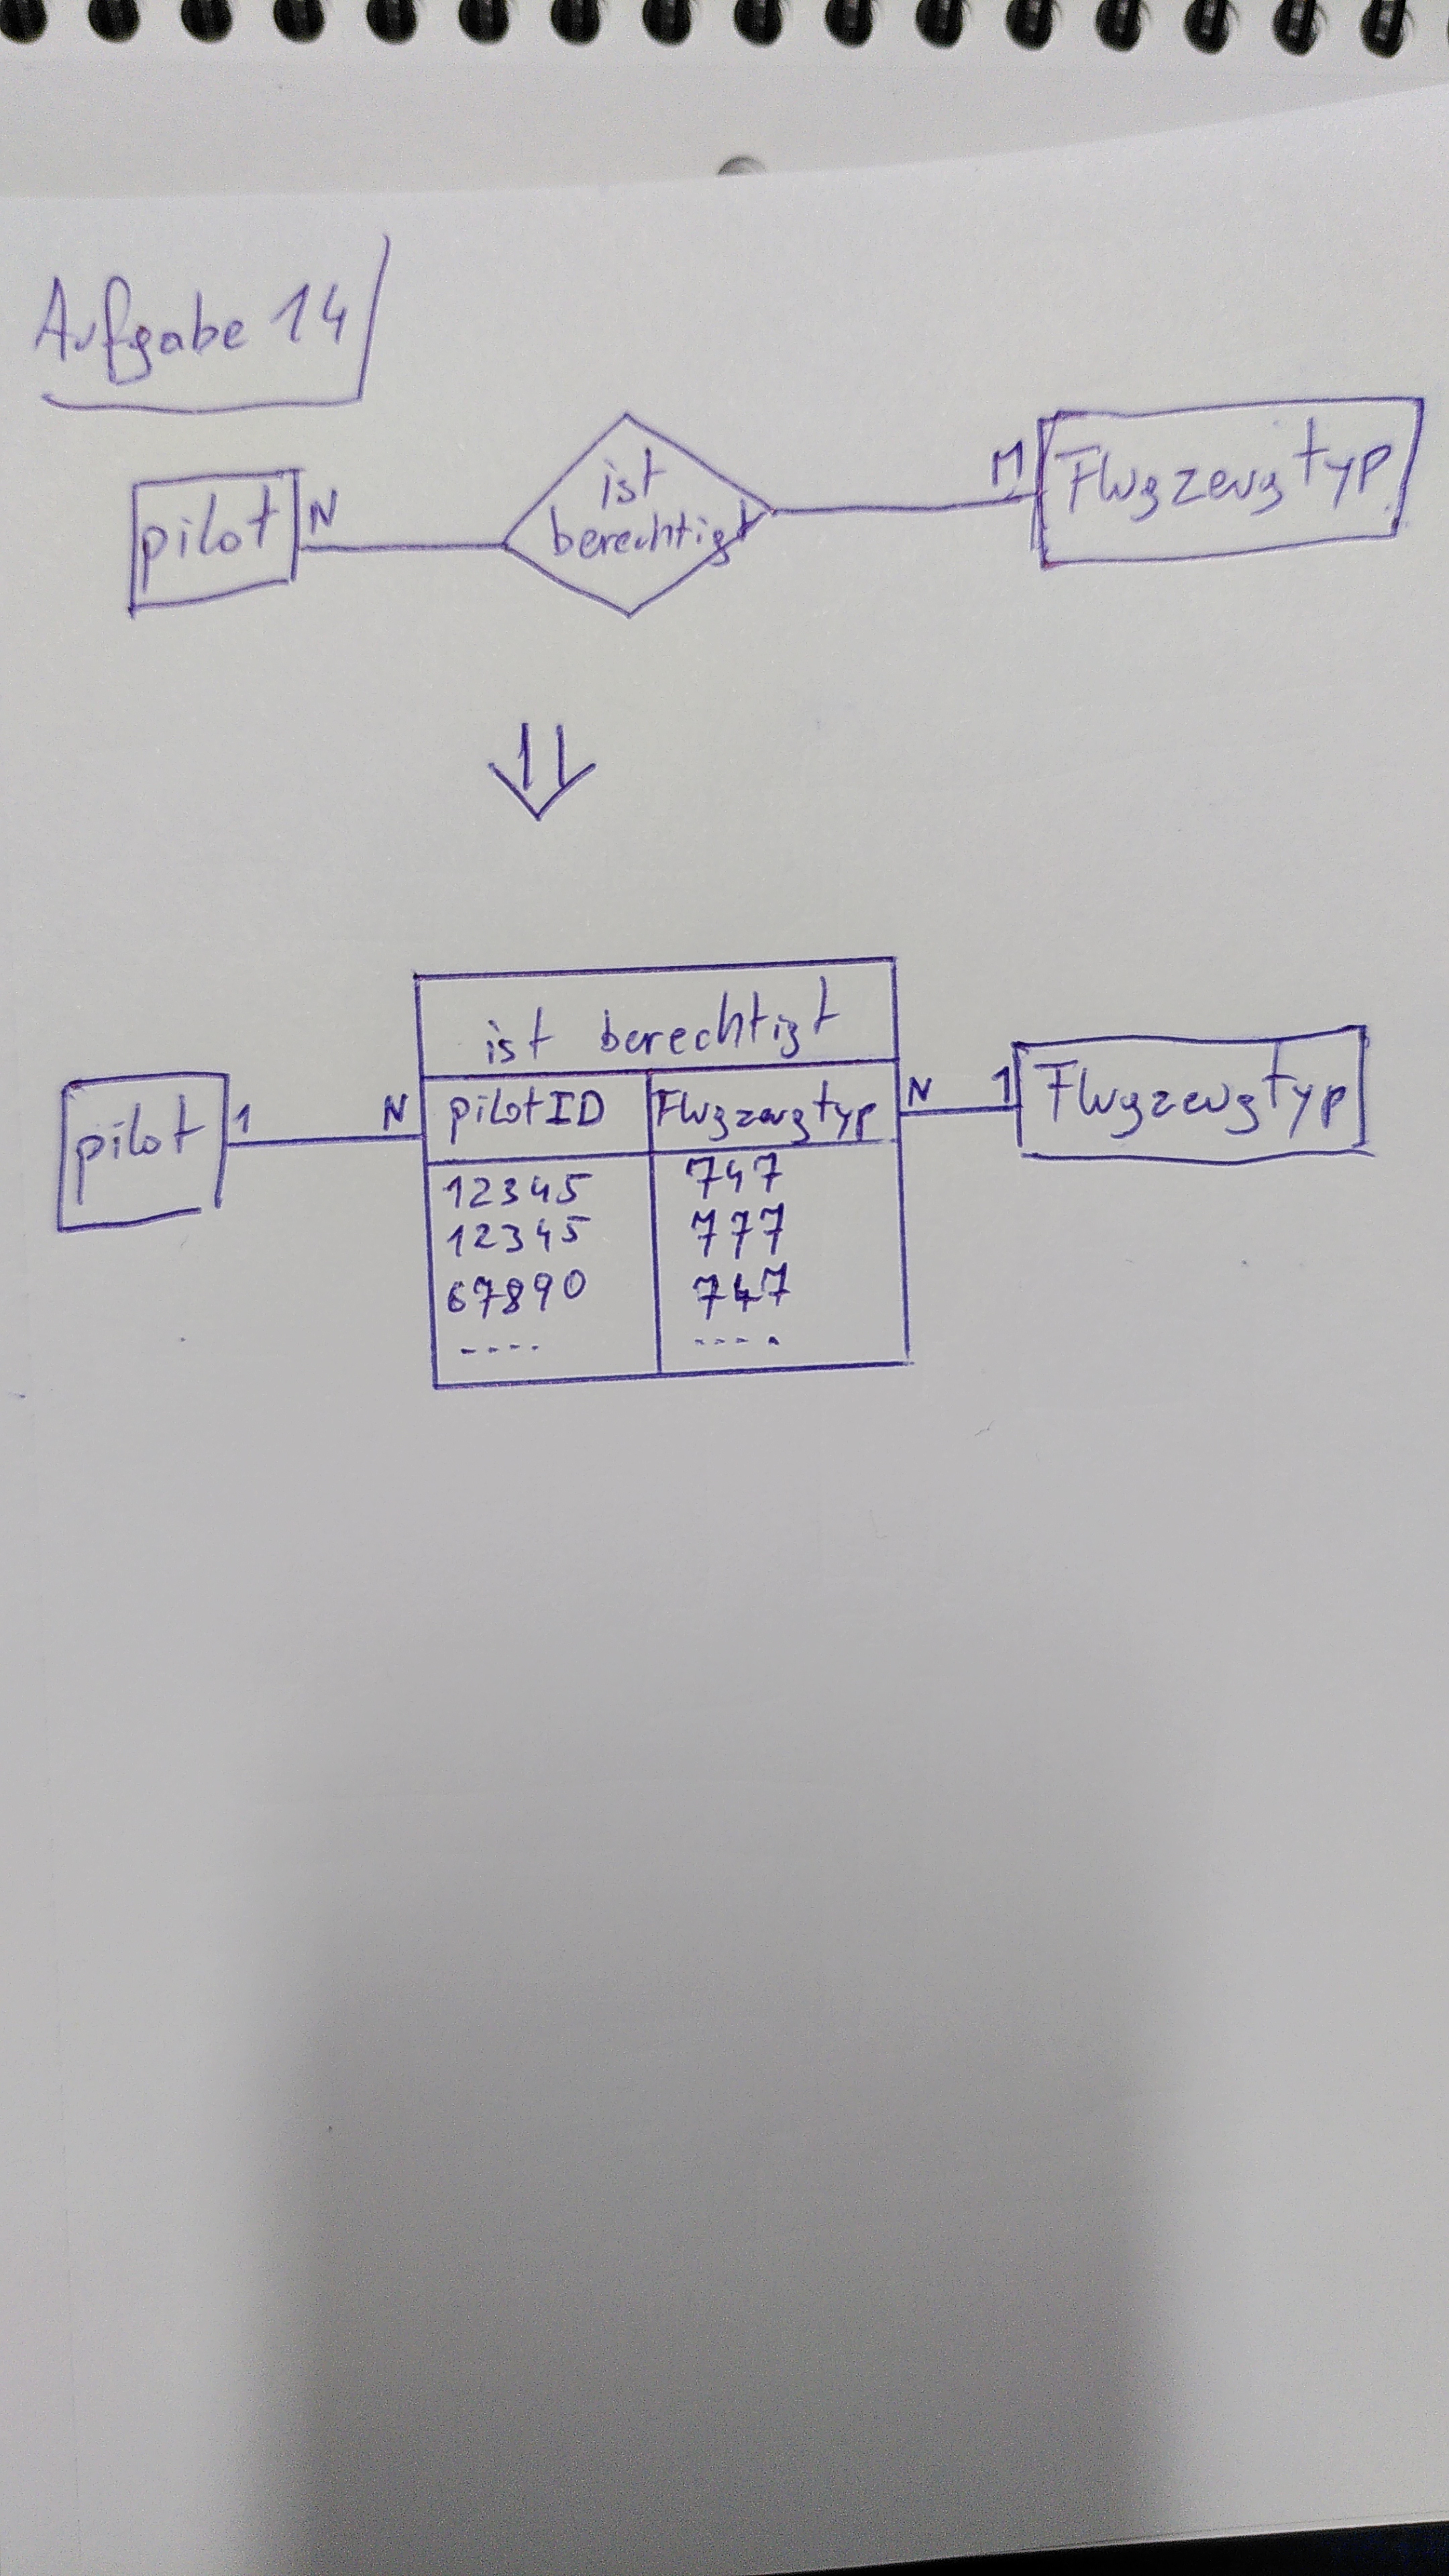 Aufgabe 14
pilot N ist berechtigt M Flugzeugtyp
ist berechtigt
pilot 1 N pilotID Flugzeugtyp N 1 Flugzeugtyp
12345 747
12345 777
67890 747
---- ----